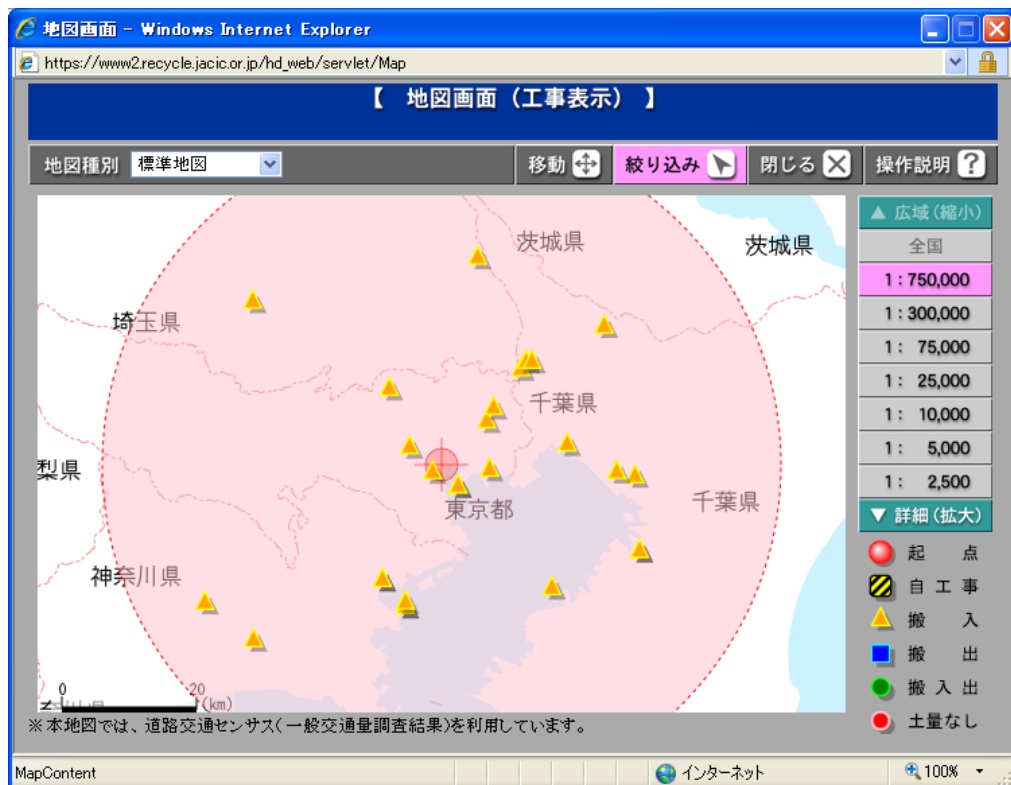 地図画面 - Windows Internet Explorer
https://www2.recycle.jacic.or.jp/hd_web/servlet/Map
【 地図画面(工事表示) 】
地図種別 標準地図 移動 絞り込み 閉じる 操作説明 ?
▲ 広域(縮小)
全国
1:750,000
1:300,000
1: 75,000
1: 25,000
1: 10,000
1: 5,000
1: 2,500
▼ 詳細(拡大)
起 点
自 工 事
搬 入
搬 出
搬 入 出
土量なし
茨城県
茨城県
埼玉県
千葉県
梨県
東京都
千葉県
神奈川県
0 20
(km)
※本地図では、道路交通センサス(一般交通量調査結果)を利用しています。
MapContent インターネット 100%